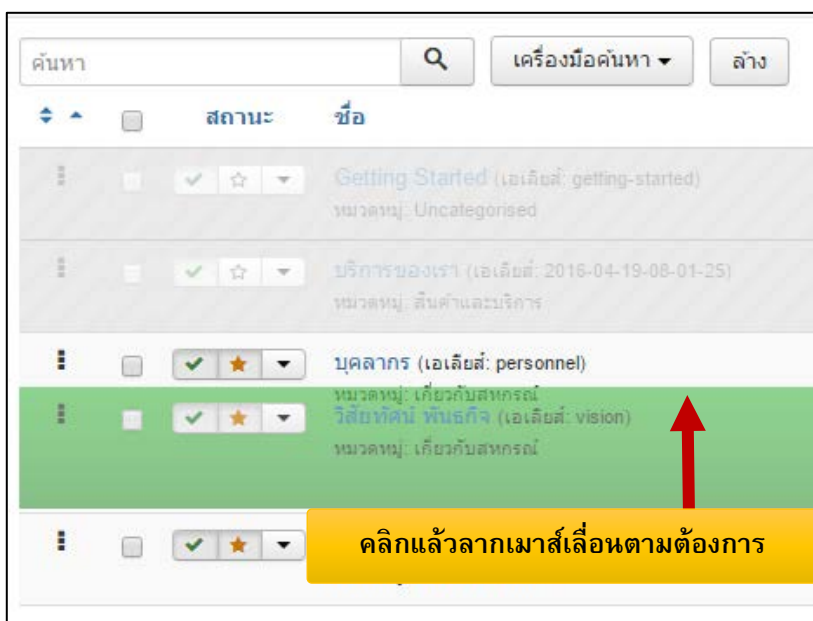 ค้นหา
เครื่องมือค้นหา
ล้าง
สถานะ
ชื่อ
Getting Started (เอเลียส์: getting-started)
หมวดหมู่: Uncategorised
บริการของเรา (เอเลียส์: 2016-04-19-08-01-25)
หมวดหมู่: สินค้าและบริการ
บุคลากร (เอเลียส์: personnel)
หมวดหมู่: เกี่ยวกับสหกรณ์
วิสัยทัศน์ พันธกิจ (เอเลียส์: vision)
หมวดหมู่: เกี่ยวกับสหกรณ์
คลิกแล้วลากเมาส์เลื่อนตามต้องการ